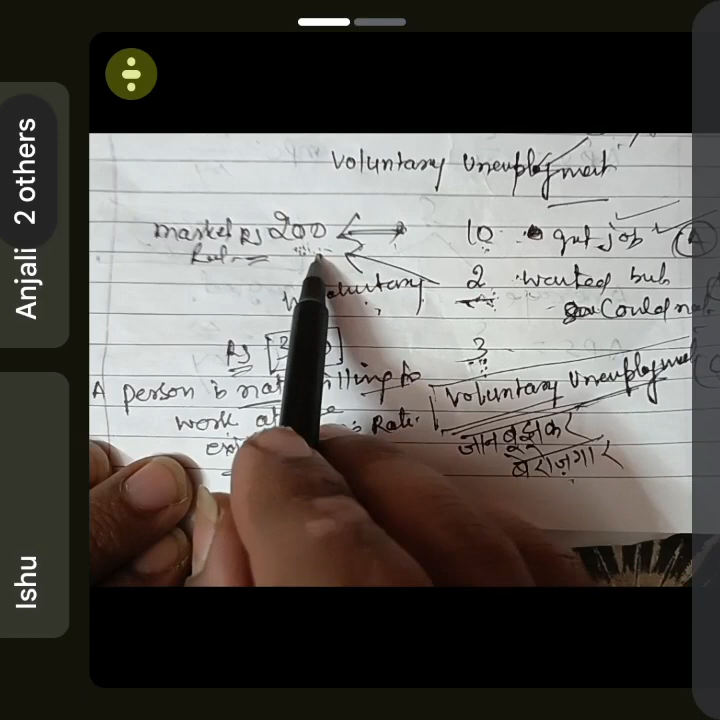 Voluntary Unemployment
market Rs 200 10 got job (A)
Rate 2 wanted but
Voluntary Could not
Rs 3
A person is not willing to Voluntary Unemployment
work at Rate. जानबूझकर
बेराज़गार
Anjali 2 others
Ishu